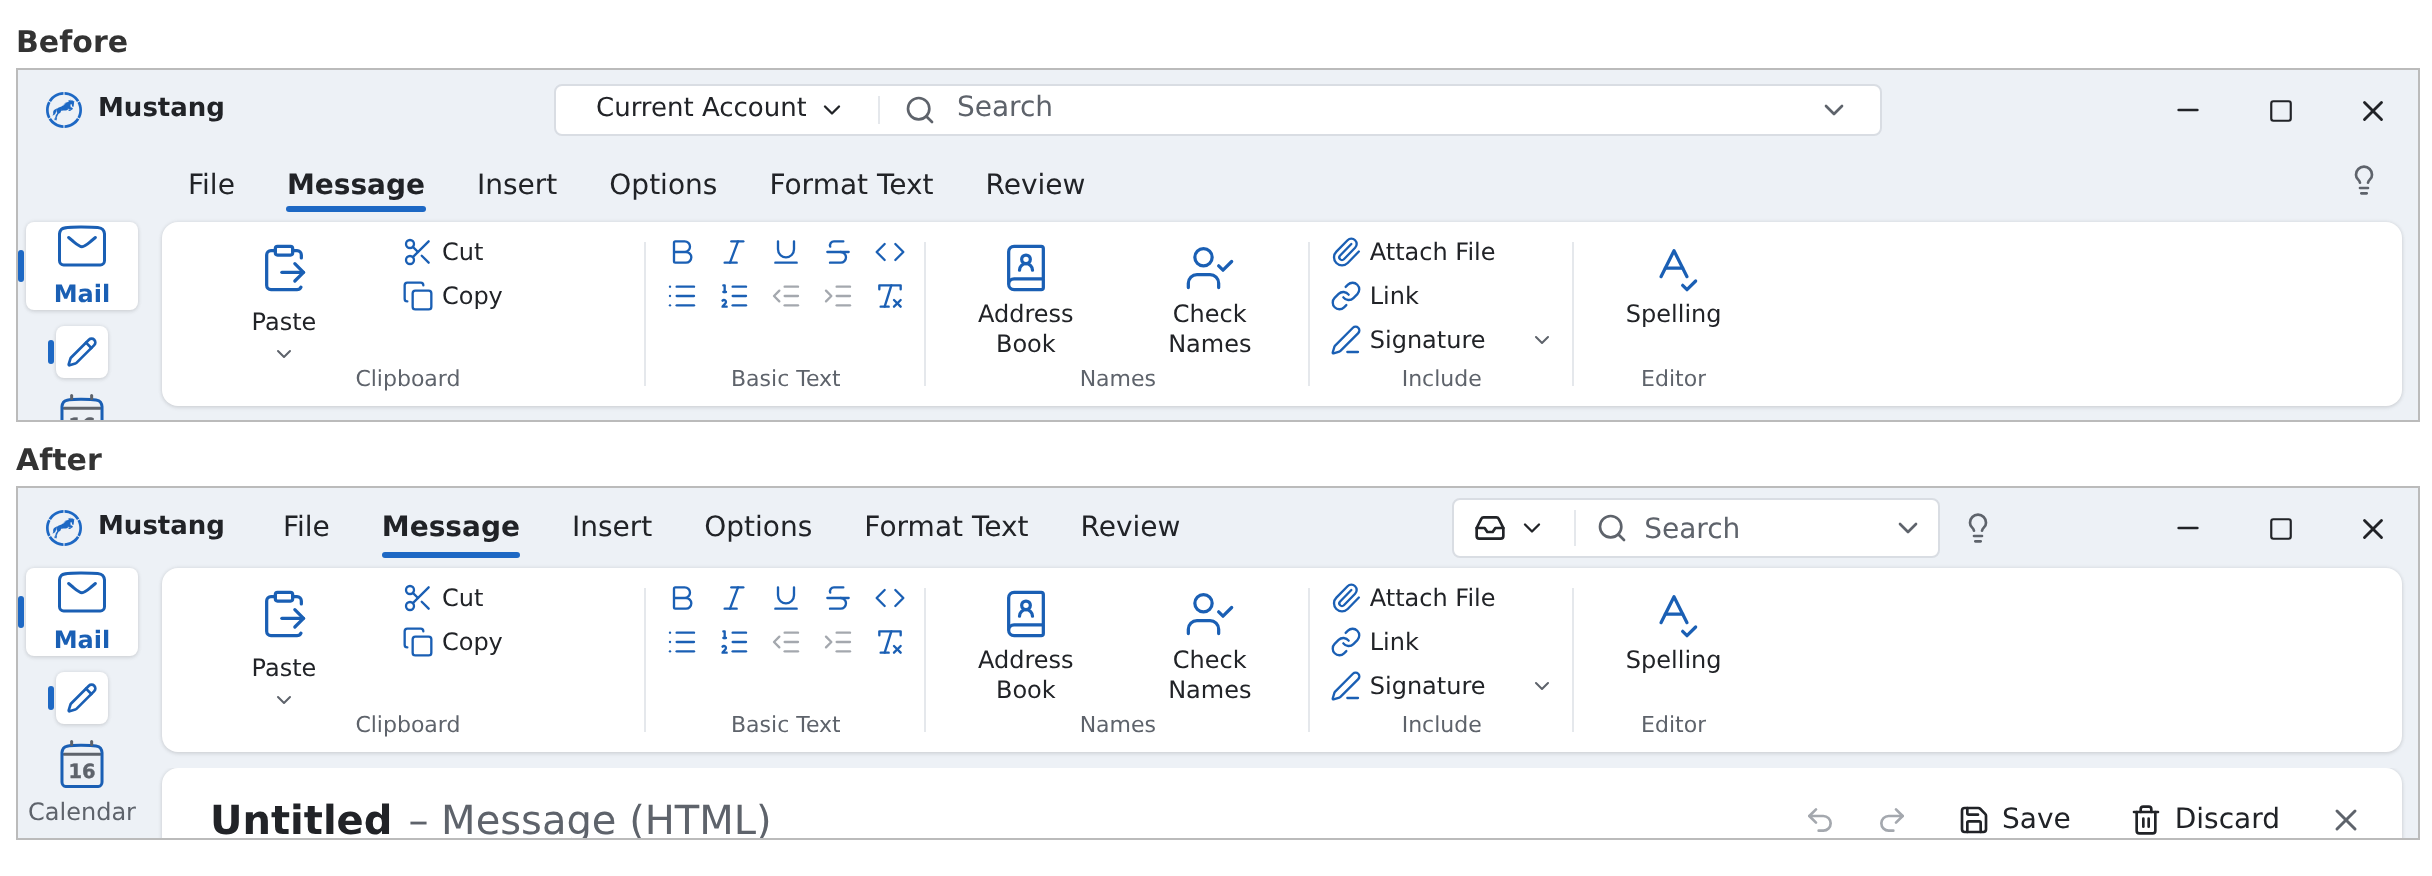 Before
Mustang Current Account Search
File Message Insert Options Format Text Review
Mail
Paste
Cut
Copy
Clipboard
Basic Text
Address
Book
Check
Names
Names
Attach File
Link
Signature
Include
Spelling
Editor
After
Mustang File Message Insert Options Format Text Review Search
Mail
16
Calendar
Paste
Cut
Copy
Clipboard
Basic Text
Address
Book
Check
Names
Names
Attach File
Link
Signature
Include
Spelling
Editor
Untitled – Message (HTML) Save Discard